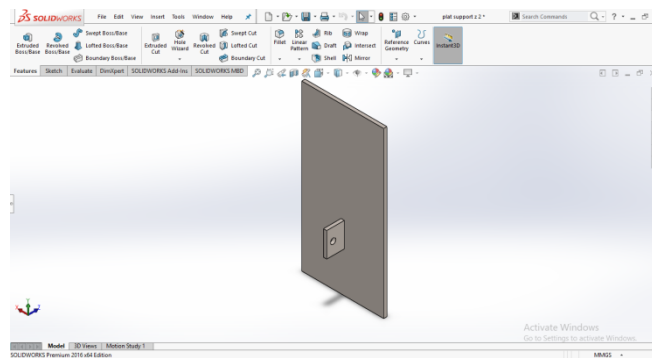 SOLIDWORKS File Edit View Insert Tools Window Help plat support z 2 * Search Commands
Extruded Boss/Base
Revolved Boss/Base
Swept Boss/Base
Lofted Boss/Base
Boundary Boss/Base
Extruded Cut
Hole Wizard
Revolved Cut
Swept Cut
Lofted Cut
Boundary Cut
Fillet
Linear Pattern
Rib
Draft
Shell
Wrap
Intersect
Mirror
Reference Geometry
Curves
Instant3D
Features Sketch Evaluate DimXpert SOLIDWORKS Add-Ins SOLIDWORKS MBD
Activate Windows
Go to Settings to activate Windows.
Model 3D Views Motion Study 1
SOLIDWORKS Premium 2016 x64 Edition MMGS